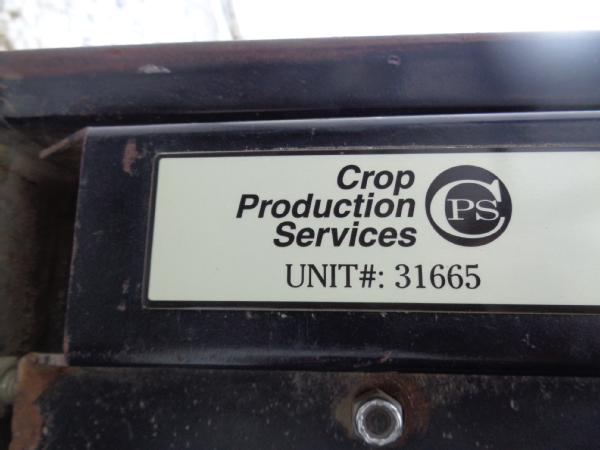 Crop
Production
Services
CPS
UNIT#: 31665